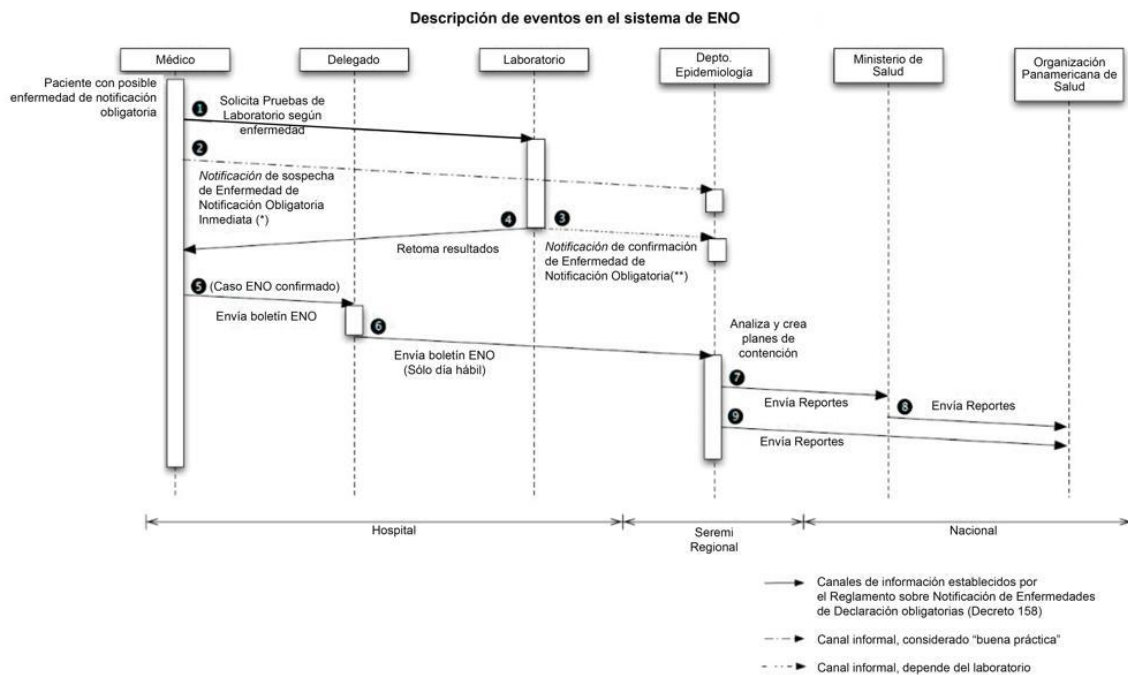 Descripción de eventos en el sistema de ENO
Médico
Delegado
Laboratorio
Depto.
Epidemiología
Ministerio de
Salud
Organización
Panamericana de
Salud
Paciente con posible
enfermedad de notificación
obligatoria
1
Solicita Pruebas de
Laboratorio según
enfermedad
2
Notificación de sospecha
de Enfermedad de
Notificación Obligatoria
Inmediata (*)
4
3
Retoma resultados
Notificación de confirmación
de Enfermedad de
Notificación Obligatoria(**)
5 (Caso ENO confirmado)
Envía boletín ENO
6
Envía boletín ENO
(Sólo día hábil)
Analiza y crea
planes de
contención
7
Envía Reportes
8
Envía Reportes
9
Envía Reportes
Hospital
Seremi
Regional
Nacional
Canales de información establecidos por
el Reglamento sobre Notificación de Enfermedades
de Declaración obligatorias (Decreto 158)
Canal informal, considerado “buena práctica”
Canal informal, depende del laboratorio